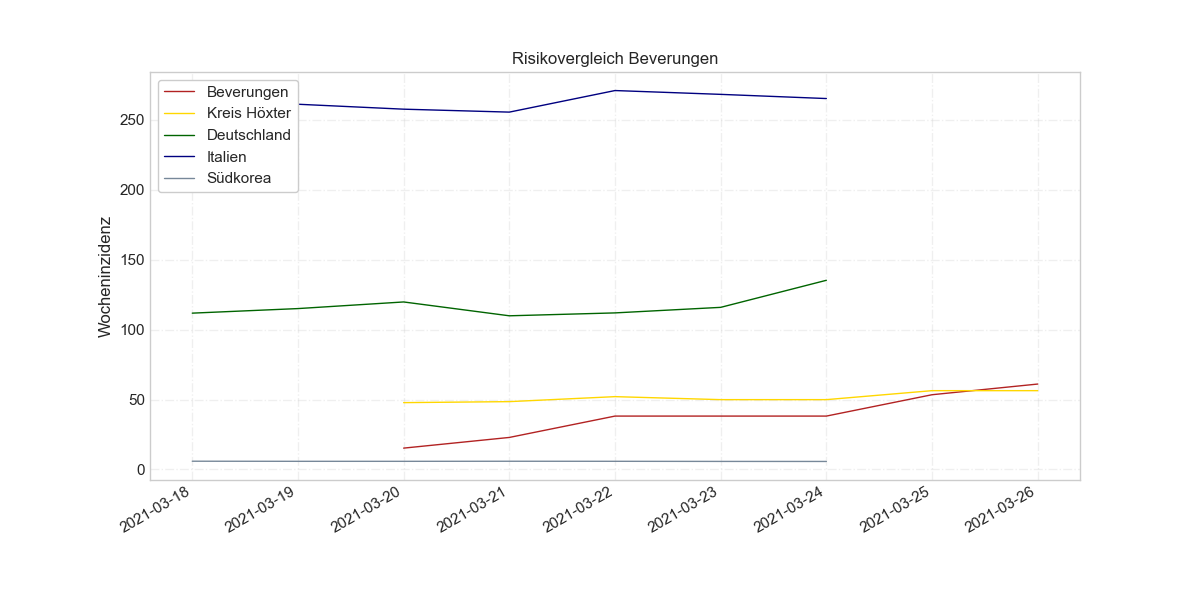 Risikovergleich Beverungen
Beverungen
Kreis Höxter
Deutschland
Italien
Südkorea
Wocheninzidenz
250
200
150
100
50
0
2021-03-18
2021-03-19
2021-03-20
2021-03-21
2021-03-22
2021-03-23
2021-03-24
2021-03-25
2021-03-26